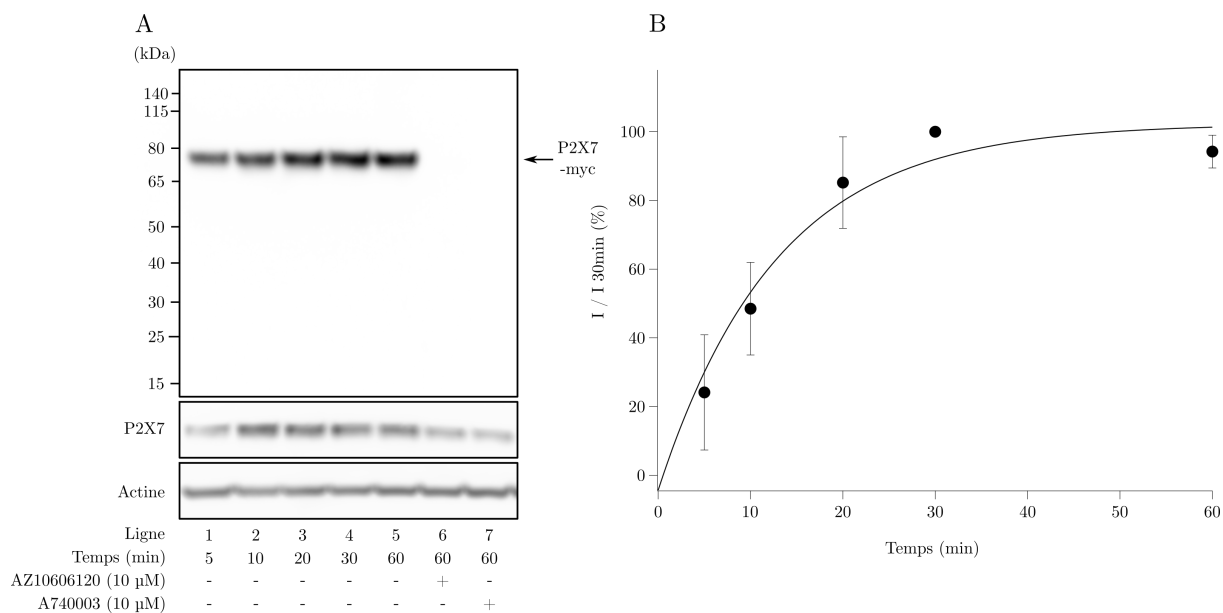 A
(kDa)
140
115
80
65
50
40
30
25
15
P2X7
-myc
P2X7
Actine
Ligne 1 2 3 4 5 6 7
Temps (min) 5 10 20 30 60 60 60
AZ10606120 (10 µM) - - - - - + -
A740003 (10 µM) - - - - - - +
B
I / I 30min (%)
100
80
60
40
20
0
0 10 20 30 40 50 60
Temps (min)